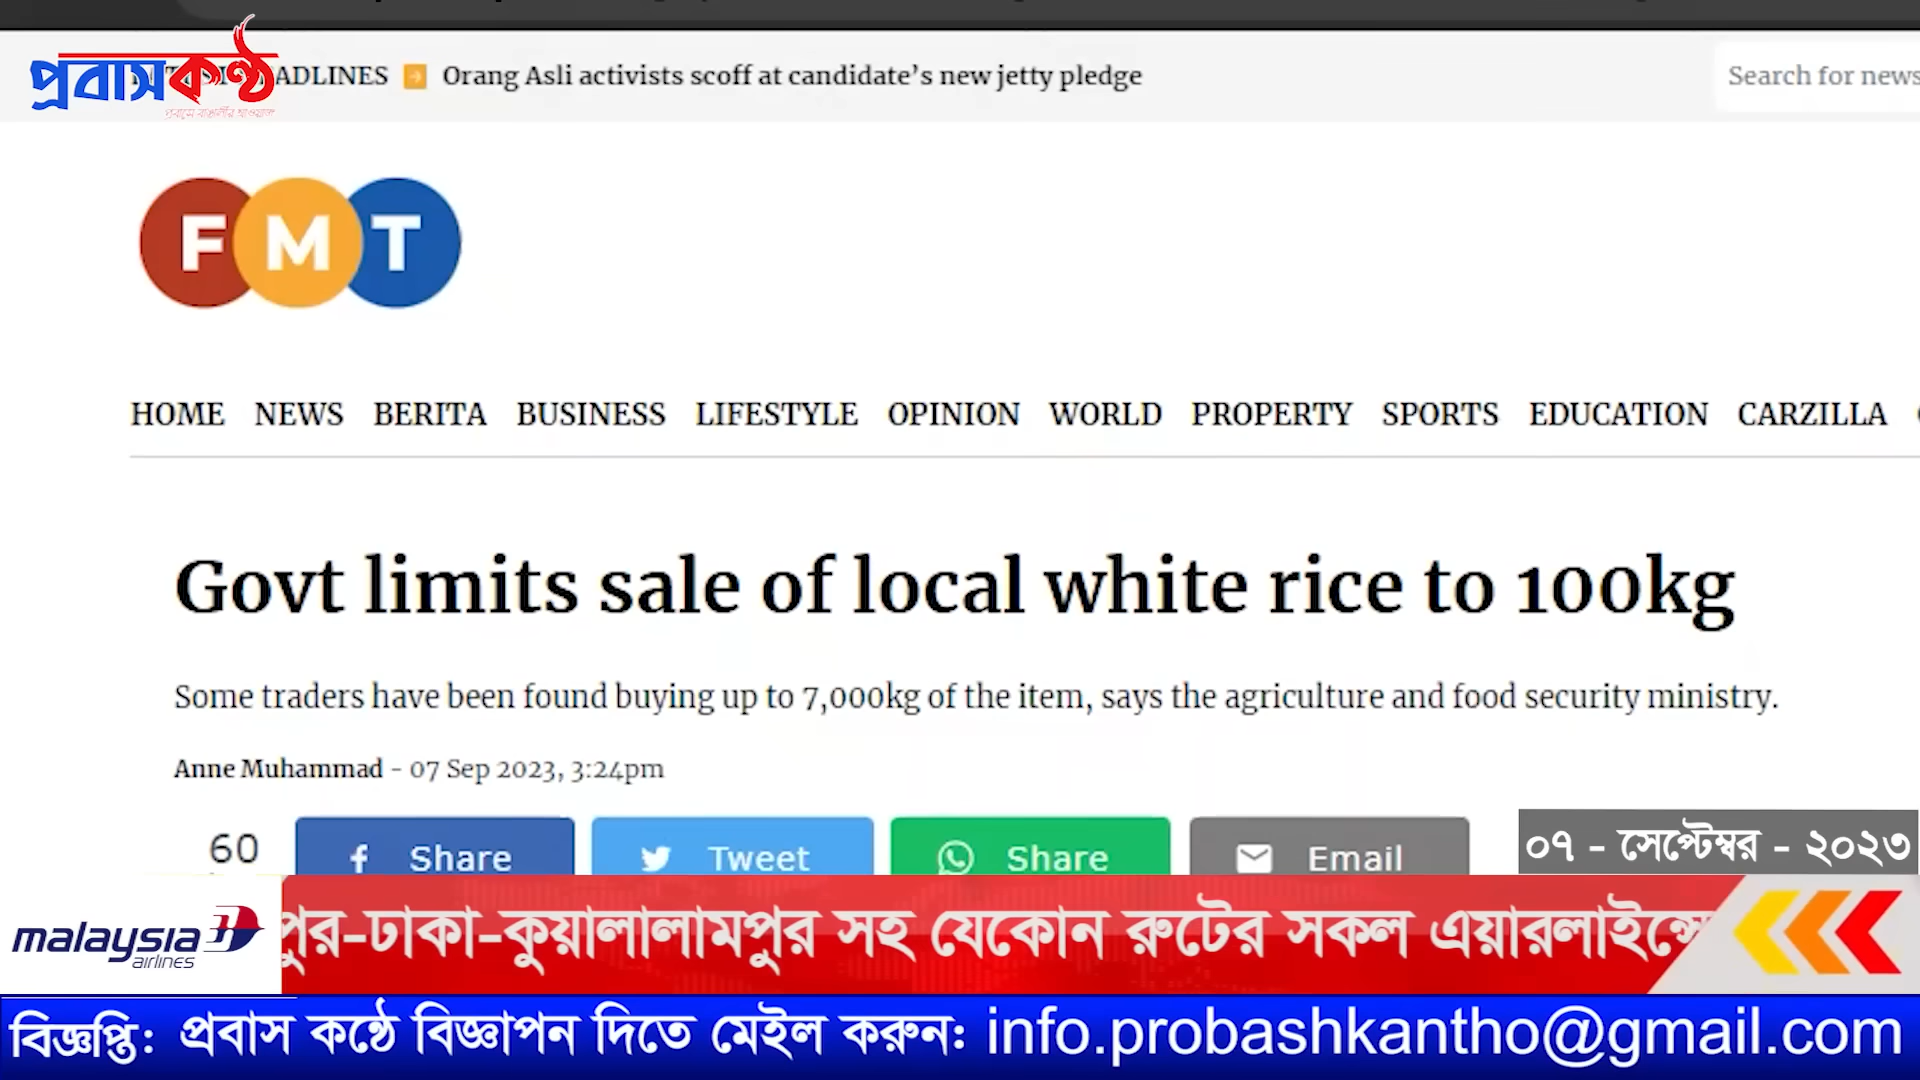 প্রবাসকণ্ঠ
ADLINES Orang Asli activists scoff at candidate's new jetty pledge
Search for news
FMT
HOME NEWS BERITA BUSINESS LIFESTYLE OPINION WORLD PROPERTY SPORTS EDUCATION CARZILLA
Govt limits sale of local white rice to 100kg
Some traders have been found buying up to 7,000kg of the item, says the agriculture and food security ministry.
Anne Muhammad - 07 Sep 2023, 3:24pm
60 Share Tweet Share Email
০৭ - সেপ্টেম্বর - ২০২৩
malaysia airlines
পুর-ঢাকা-কুয়ালালামপুর সহ যেকোন রুটের সকল এয়ারলাইন্সে
বিজ্ঞপ্তি: প্রবাস কণ্ঠে বিজ্ঞাপন দিতে মেইল করুন: info.probashkantho@gmail.com